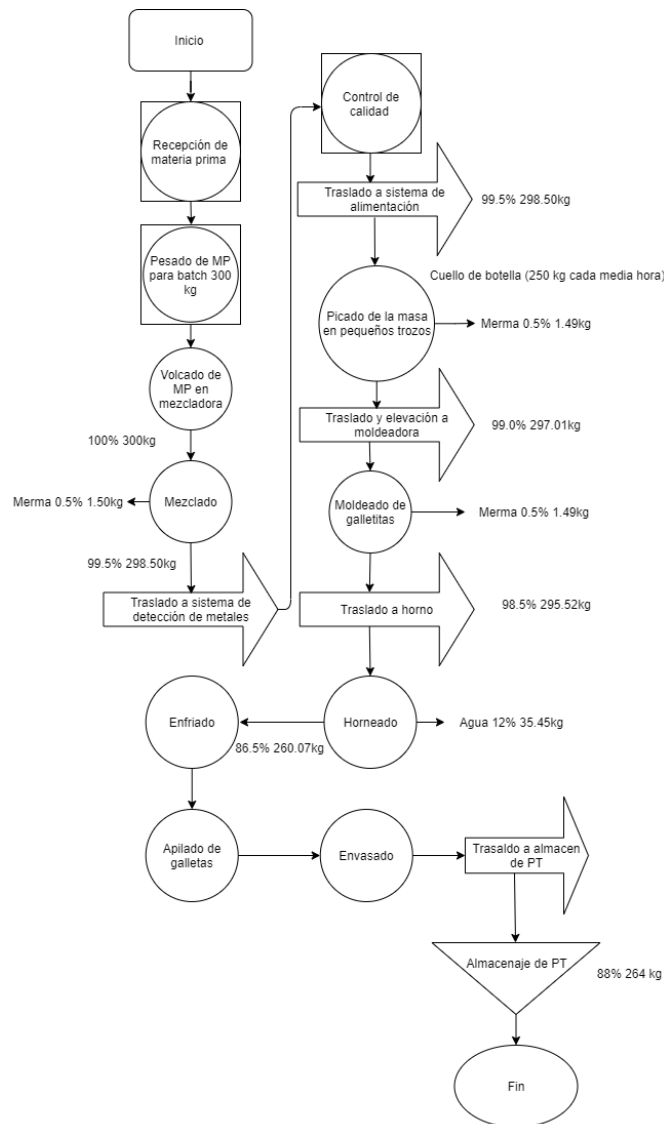 Inicio
Recepción de
materia prima
Pesado de MP
para batch 300
kg
Volcado de
MP en
mezcladora
100% 300kg
Mezclado
Merma 0.5% 1.50kg
99.5% 298.50kg
Traslado a sistema de
detección de metales
Control de
calidad
Traslado a sistema de
alimentación
99.5% 298.50kg
Cuello de botella (250 kg cada media hora)
Picado de la masa
en pequeños trozos
Merma 0.5% 1.49kg
Traslado y elevación a
moldeadora
99.0% 297.01kg
Moldeado de
galletitas
Merma 0.5% 1.49kg
Traslado a horno
98.5% 295.52kg
Horneado
Agua 12% 35.45kg
86.5% 260.07kg
Enfriado
Apilado de
galletas
Envasado
Trasaldo a almacen
de PT
Almacenaje de PT
88% 264 kg
Fin